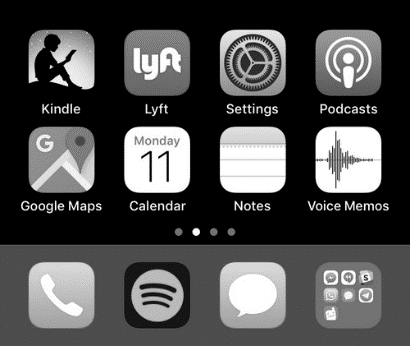 lyft
Kindle
Lyft
Settings
Podcasts
G
Monday
11
Google Maps
Calendar
Notes
Voice Memos
S